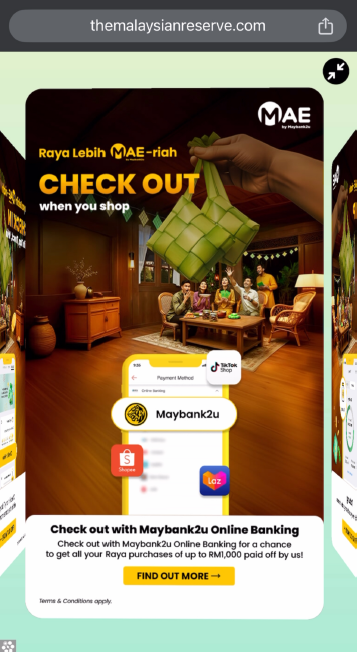 themalaysianreserve.com
MAE
by Maybank2u
Raya Lebih MAE-riah
CHECK OUT
when you shop
9:35
Payment Method
Online Banking
TikTok
Shop
Maybank2u
Shopee
Laz
Check out with Maybank2u Online Banking
Check out with Maybank2u Online Banking for a chance
to get all your Raya purchases of up to RM1,000 paid off by us!
FIND OUT MORE →
Terms & Conditions apply.